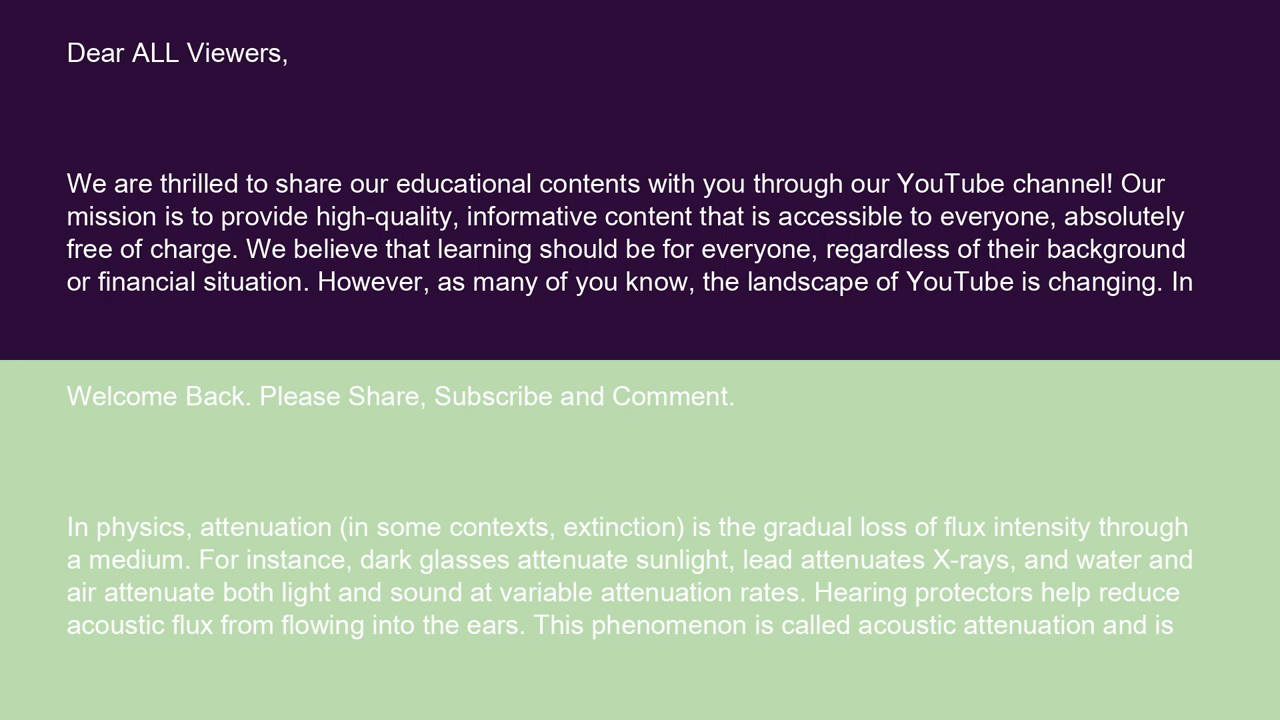 Dear ALL Viewers,
We are thrilled to share our educational contents with you through our YouTube channel! Our
mission is to provide high-quality, informative content that is accessible to everyone, absolutely
free of charge. We believe that learning should be for everyone, regardless of their background
or financial situation. However, as many of you know, the landscape of YouTube is changing. In
Welcome Back. Please Share, Subscribe and Comment.
In physics, attenuation (in some contexts, extinction) is the gradual loss of flux intensity through
a medium. For instance, dark glasses attenuate sunlight, lead attenuates X-rays, and water and
air attenuate both light and sound at variable attenuation rates. Hearing protectors help reduce
acoustic flux from flowing into the ears. This phenomenon is called acoustic attenuation and is